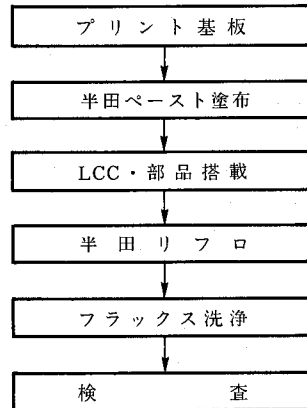 プリント基板
半田ペースト塗布
LCC・部品搭載
半田リフロ
フラックス洗浄
検査